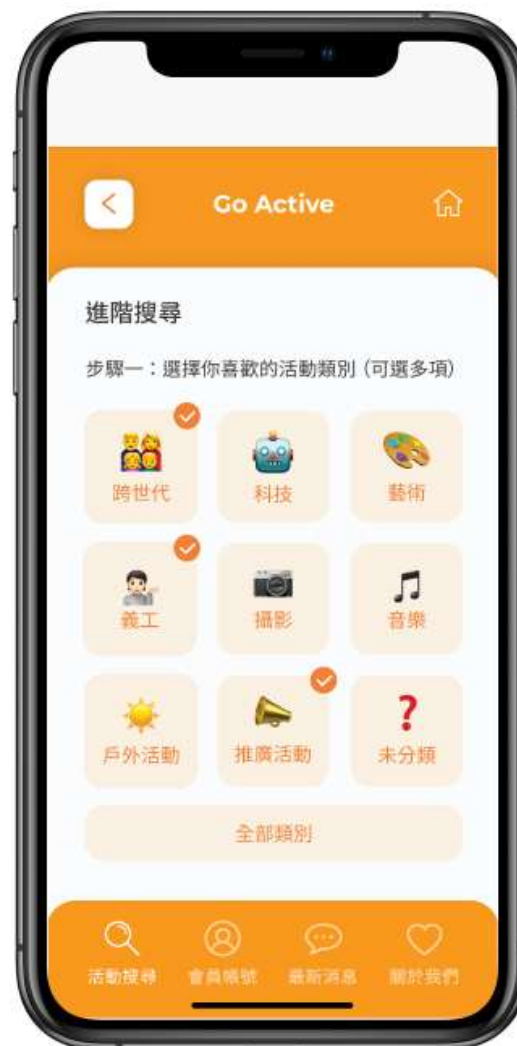 Go Active
進階搜尋
步驟一：選擇你喜歡的活動類別 (可選多項)
跨世代
科技
藝術
義工
攝影
音樂
戶外活動
推廣活動
未分類
全部類別
活動搜尋
會員帳號
最新消息
關於我們